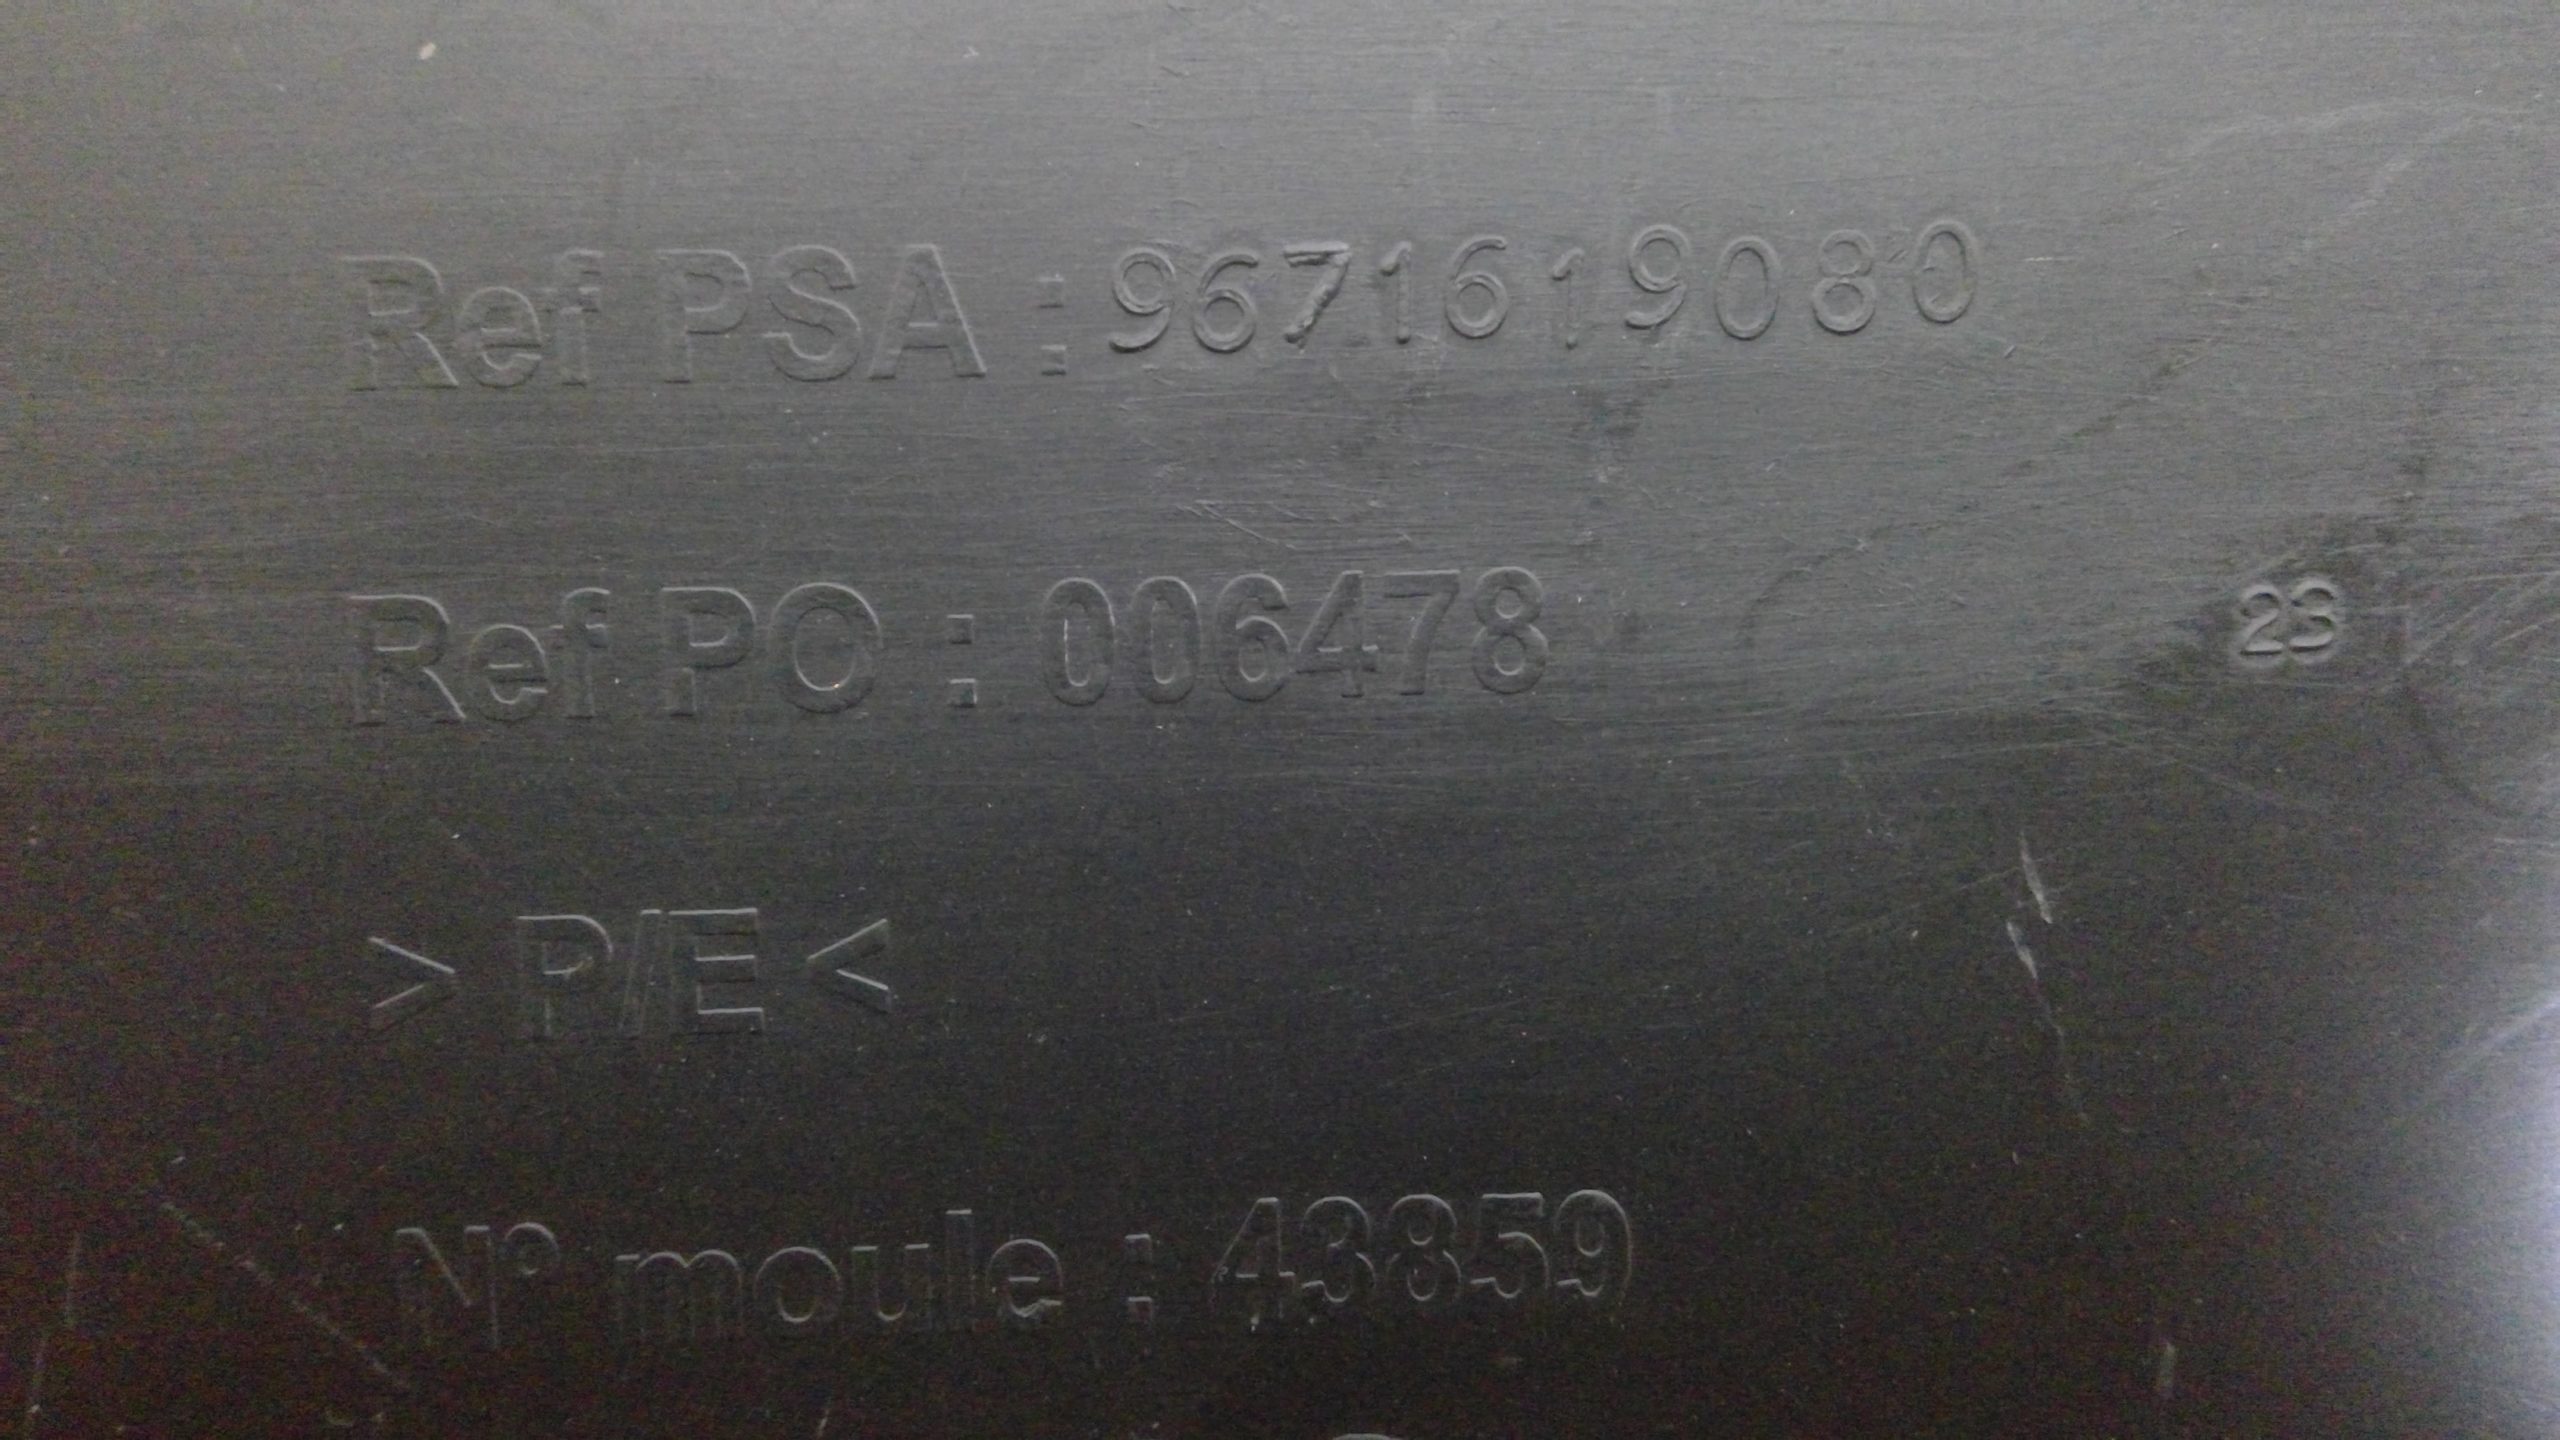 Ref PSA : 9671619080
Ref PO : 006478
23
> P/E <
N° moule : 43859